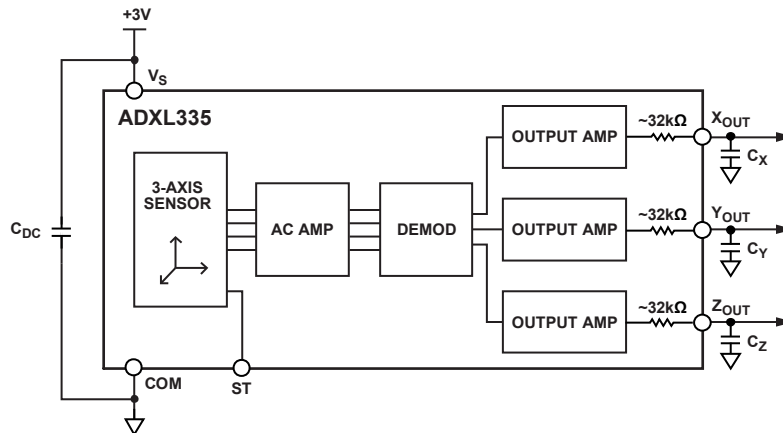 +3V
V_S
ADXL335
3-AXIS
SENSOR
AC AMP
DEMOD
OUTPUT AMP
~32kΩ
X_OUT
C_X
OUTPUT AMP
~32kΩ
Y_OUT
C_Y
OUTPUT AMP
~32kΩ
Z_OUT
C_Z
C_DC
COM
ST